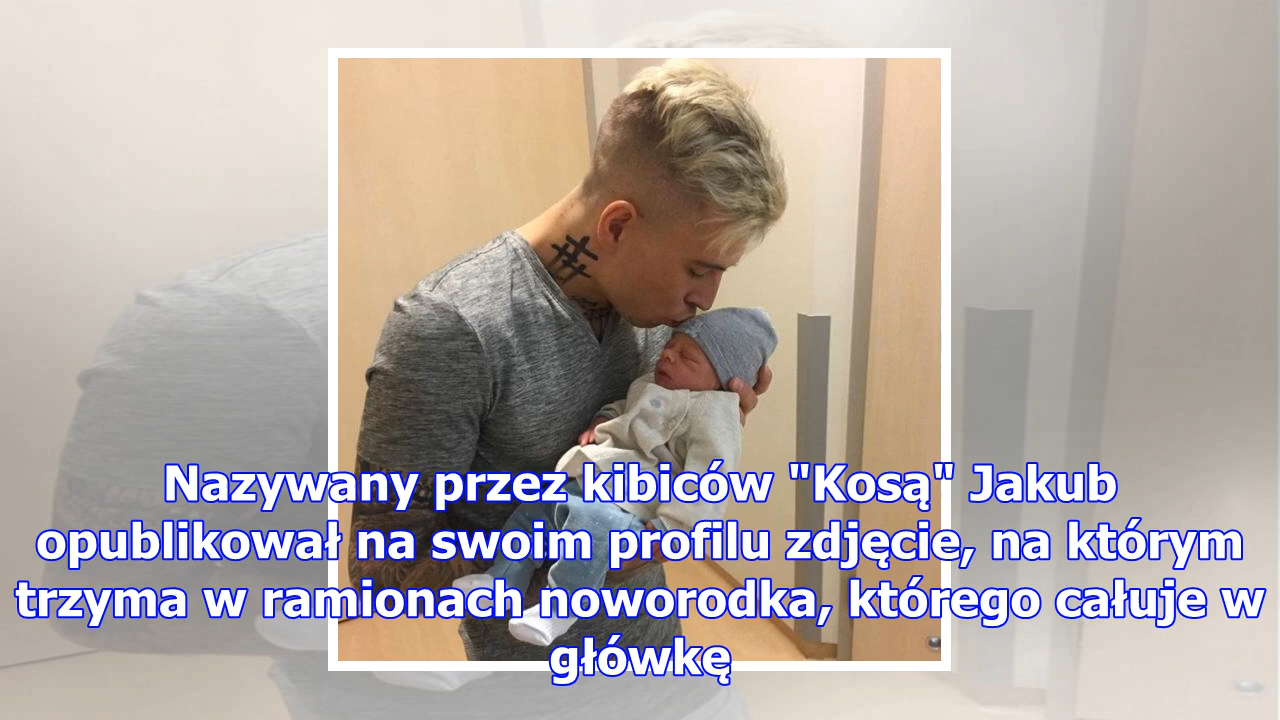 Nazywany przez kibiców "Kosą" Jakub
opublikował na swoim profilu zdjęcie, na którym
trzyma w ramionach noworodka, którego całuje w
główkę